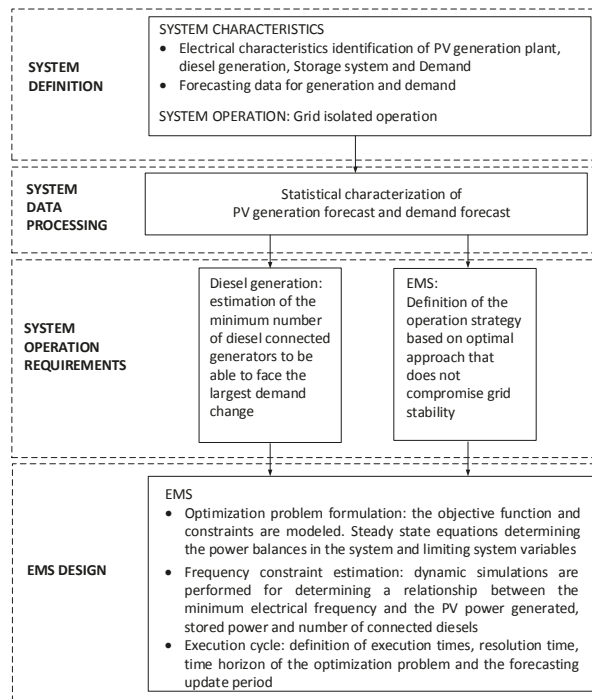 SYSTEM DEFINITION
SYSTEM CHARACTERISTICS
• Electrical characteristics identification of PV generation plant,
diesel generation, Storage system and Demand
• Forecasting data for generation and demand
SYSTEM OPERATION: Grid isolated operation
SYSTEM
DATA
PROCESSING
Statistical characterization of
PV generation forecast and demand forecast
SYSTEM
OPERATION
REQUIREMENTS
Diesel generation:
estimation of the
minimum number
of diesel connected
generators to be
able to face the
largest demand
change
EMS:
Definition of the
operation strategy
based on optimal
approach that
does not
compromise grid
stability
EMS DESIGN
EMS
• Optimization problem formulation: the objective function and
constraints are modeled. Steady state equations determining
the power balances in the system and limiting system variables
• Frequency constraint estimation: dynamic simulations are
performed for determining a relationship between the
minimum electrical frequency and the PV power generated,
stored power and number of connected diesels
• Execution cycle: definition of execution times, resolution time,
time horizon of the optimization problem and the forecasting
update period